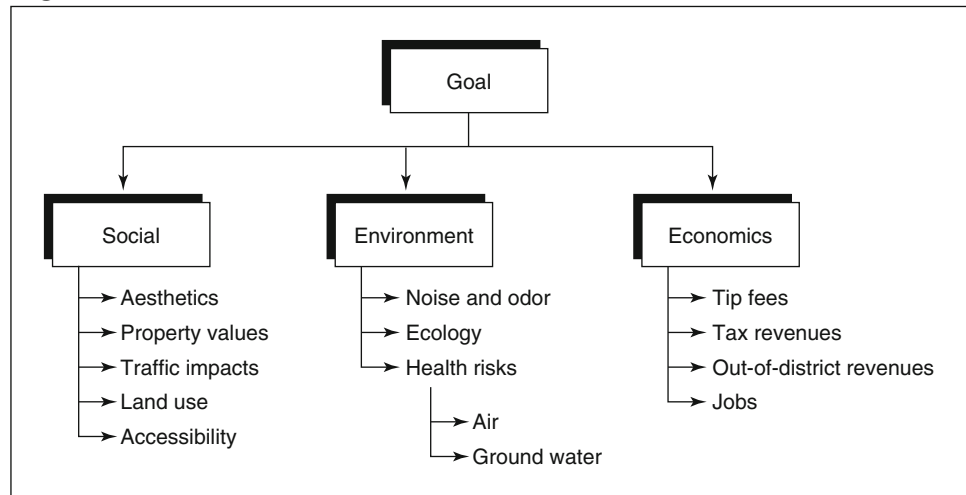 Goal
Social
Environment
Economics
Aesthetics
Property values
Traffic impacts
Land use
Accessibility
Noise and odor
Ecology
Health risks
Air
Ground water
Tip fees
Tax revenues
Out-of-district revenues
Jobs